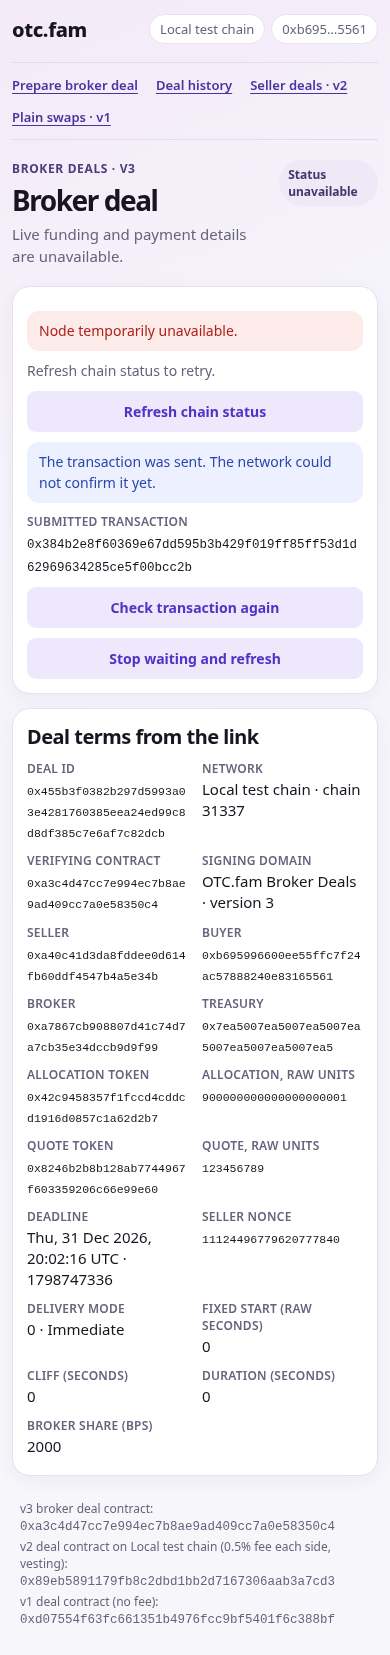 otc.fam
Local test chain
0xb695…5561
Prepare broker deal
Deal history
Seller deals · v2
Plain swaps · v1
BROKER DEALS · V3
Broker deal
Live funding and payment details
are unavailable.
Status
unavailable
Node temporarily unavailable.
Refresh chain status to retry.
Refresh chain status
The transaction was sent. The network could
not confirm it yet.
SUBMITTED TRANSACTION
0x384b2e8f60369e67dd595b3b429f019ff85ff53d1d
62969634285ce5f00bcc2b
Check transaction again
Stop waiting and refresh
Deal terms from the link
DEAL ID
0x455b3f0382b297d5993a0
3e4281760385eea24ed99c8
d8df385c7e6af7c82dcb
NETWORK
Local test chain · chain
31337
VERIFYING CONTRACT
0xa3c4d47cc7e994ec7b8ae
9ad409cc7a0e58350c4
SIGNING DOMAIN
OTC.fam Broker Deals
· version 3
SELLER
0xa40c41d3da8fddee0d614
fb60ddf4547b4a5e34b
BUYER
0xb695996600ee55ffc7f24
ac57888240e83165561
BROKER
0xa7867cb908807d41c74d7
a7cb35e34dccb9d9f99
TREASURY
0x7ea5007ea5007ea5007ea
5007ea5007ea5007ea5
ALLOCATION TOKEN
0x42c9458357f1fccd4cddc
d1916d0857c1a62d2b7
ALLOCATION, RAW UNITS
900000000000000000001
QUOTE TOKEN
0x8246b2b8b128ab7744967
f603359206c66e99e60
QUOTE, RAW UNITS
123456789
DEADLINE
Thu, 31 Dec 2026,
20:02:16 UTC ·
1798747336
SELLER NONCE
11124496779620777840
DELIVERY MODE
0 · Immediate
FIXED START (RAW
SECONDS)
0
CLIFF (SECONDS)
0
DURATION (SECONDS)
0
BROKER SHARE (BPS)
2000
v3 broker deal contract:
0xa3c4d47cc7e994ec7b8ae9ad409cc7a0e58350c4
v2 deal contract on Local test chain (0.5% fee each side,
vesting):
0x89eb5891179fb8c2dbd1bb2d7167306aab3a7cd3
v1 deal contract (no fee):
0xd07554f63fc661351b4976fcc9bf5401f6c388bf